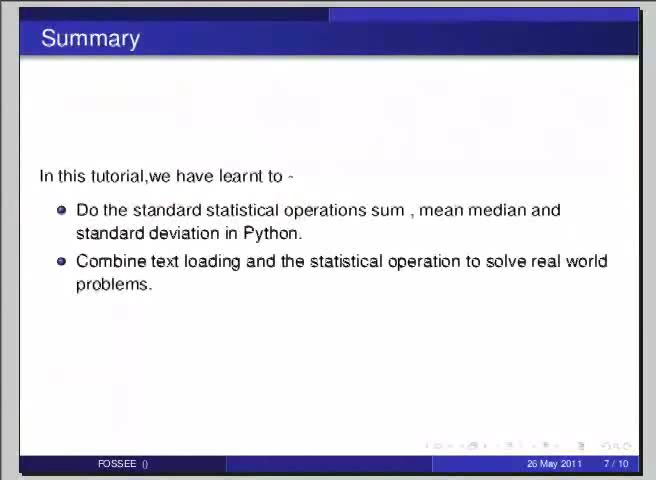 Summary
In this tutorial,we have learnt to -
Do the standard statistical operations sum , mean median and
standard deviation in Python.
Combine text loading and the statistical operation to solve real world
problems.
FOSSEE () 26 May 2011 7 / 10